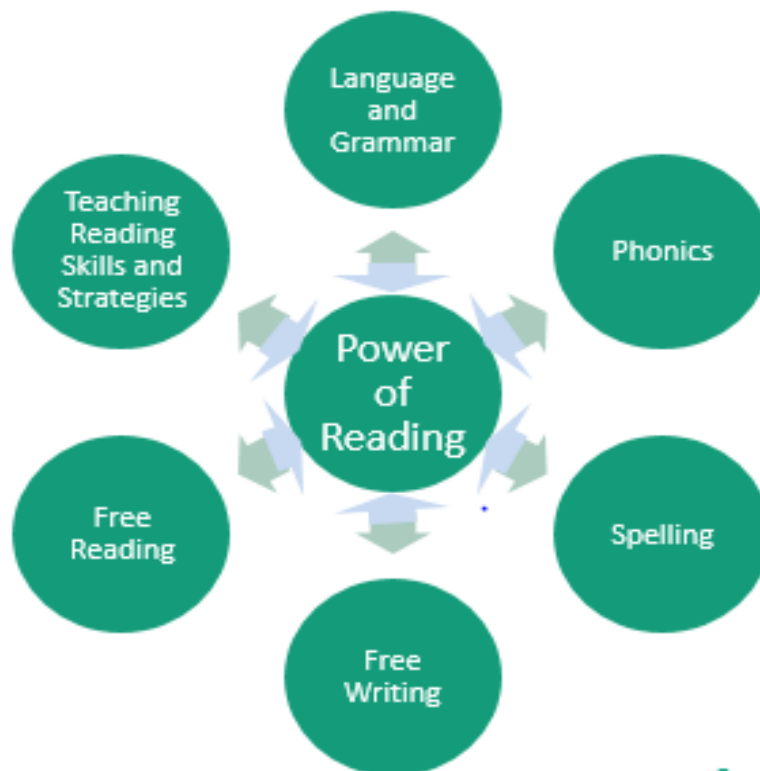 Language
and
Grammar
Teaching
Reading
Skills and
Strategies
Phonics
Power
of
Reading
Free
Reading
Spelling
Free
Writing